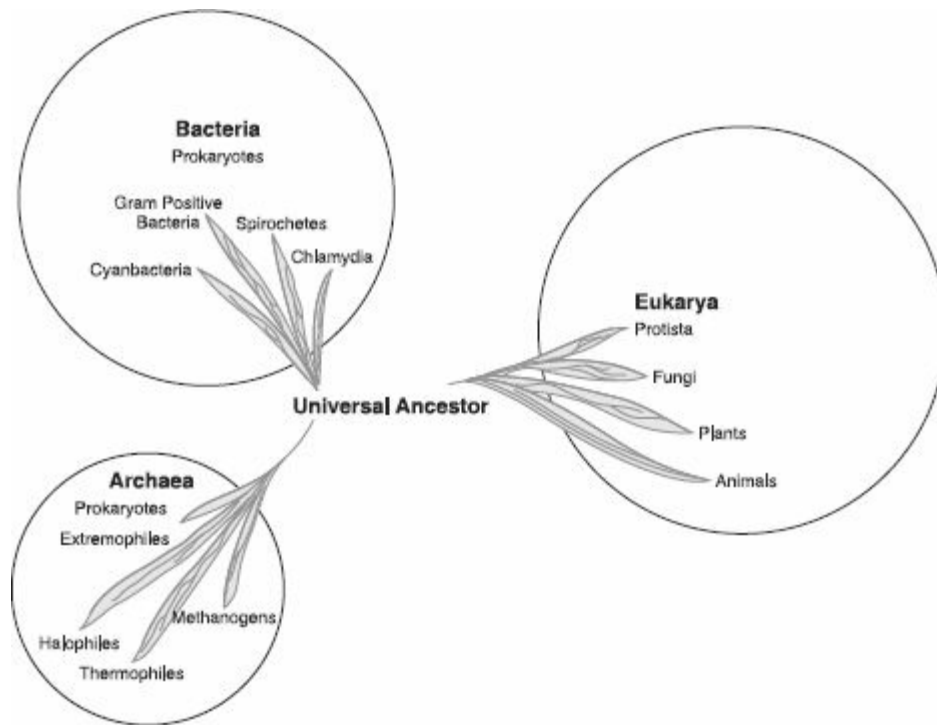 Bacteria
Prokaryotes
Gram Positive
Bacteria
Spirochetes
Chlamydia
Cyanbacteria
Eukarya
Protista
Fungi
Plants
Animals
Universal Ancestor
Archaea
Prokaryotes
Extremophiles
Methanogens
Halophiles
Thermophiles